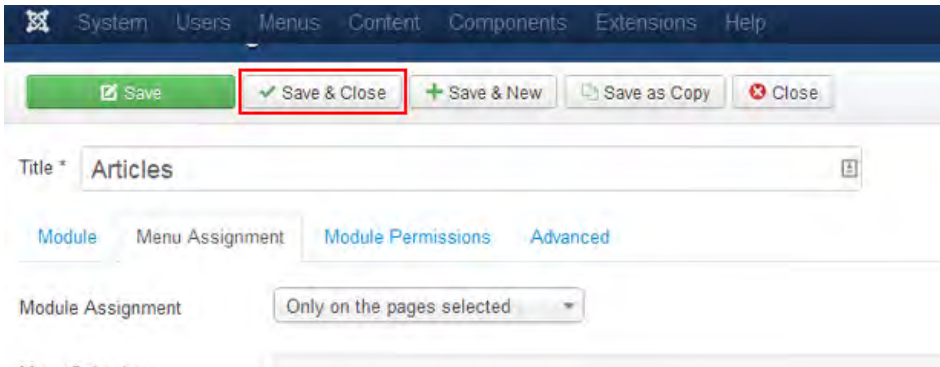 System Users Menus Content Components Extensions Help
Save Save & Close Save & New Save as Copy Close
Title * Articles
Module Menu Assignment Module Permissions Advanced
Module Assignment Only on the pages selected